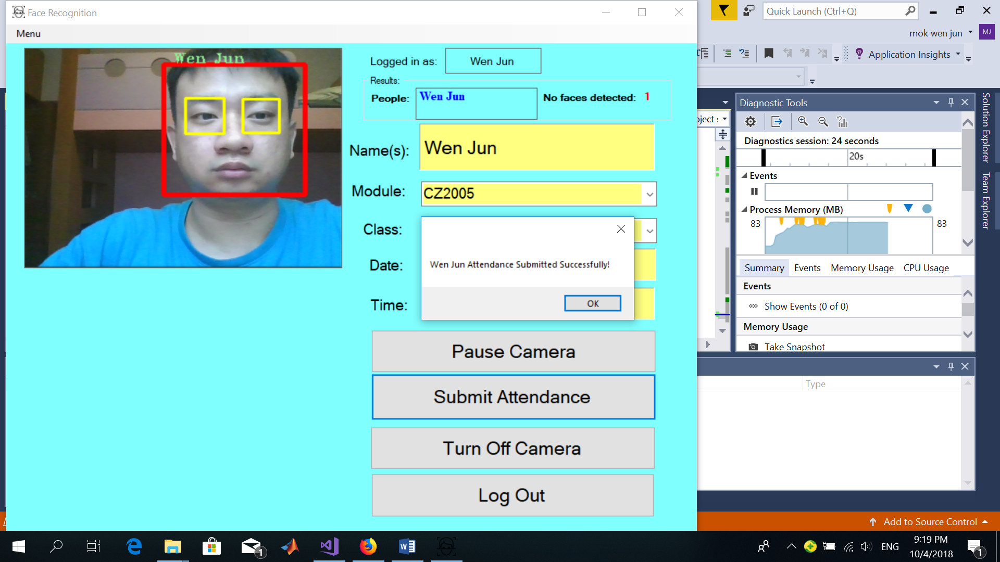 Face Recognition
Menu
Wen Jun
Logged in as:
Wen Jun
Results:
People:
Wen Jun
No faces detected:
1
Name(s):
Wen Jun
Module:
CZ2005
Class:
Date:
Time:
Wen Jun Attendance Submitted Successfully!
OK
Pause Camera
Submit Attendance
Turn Off Camera
Log Out
Quick Launch (Ctrl+Q)
mok wen jun
MJ
Application Insights
Diagnostic Tools
Diagnostics session: 24 seconds
20s
Events
Process Memory (MB)
83
83
Summary
Events
Memory Usage
CPU Usage
Events
Show Events (0 of 0)
Memory Usage
Take Snapshot
Solution Explorer
Team Explorer
Type
Add to Source Control
1
ENG
9:19 PM
10/4/2018
1